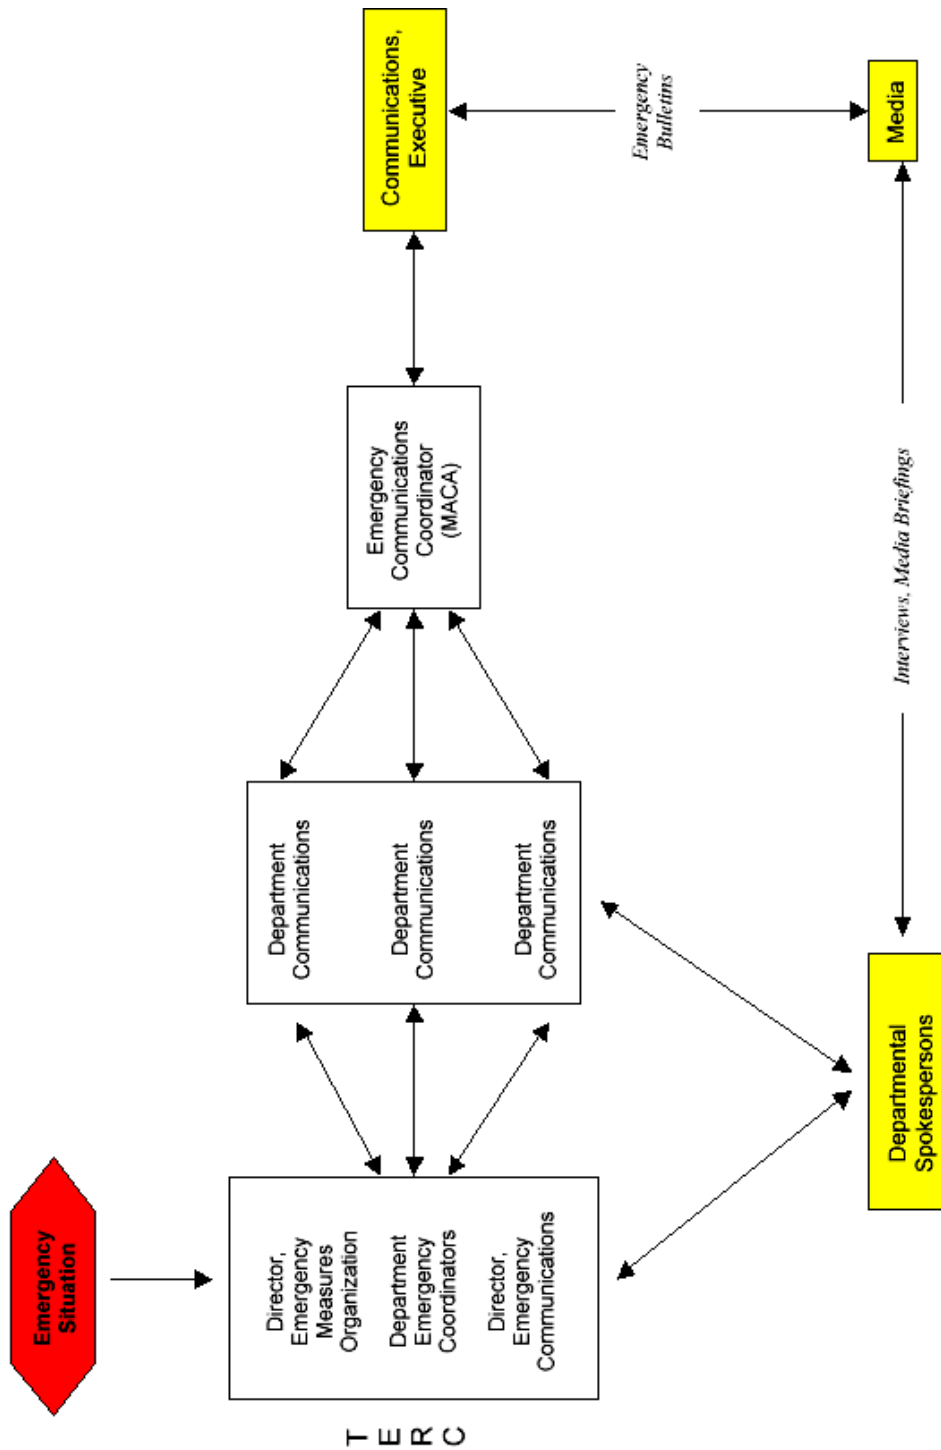 Emergency
Situation
T
E
R
C
Director,
Emergency
Measures
Organization
Department
Emergency
Coordinators
Director,
Emergency
Communications
Department
Communications
Department
Communications
Department
Communications
Emergency
Communications
Coordinator
(MACA)
Communications,
Executive
Emergency
Bulletins
Media
Interviews, Media Briefings
Departmental
Spokespersons